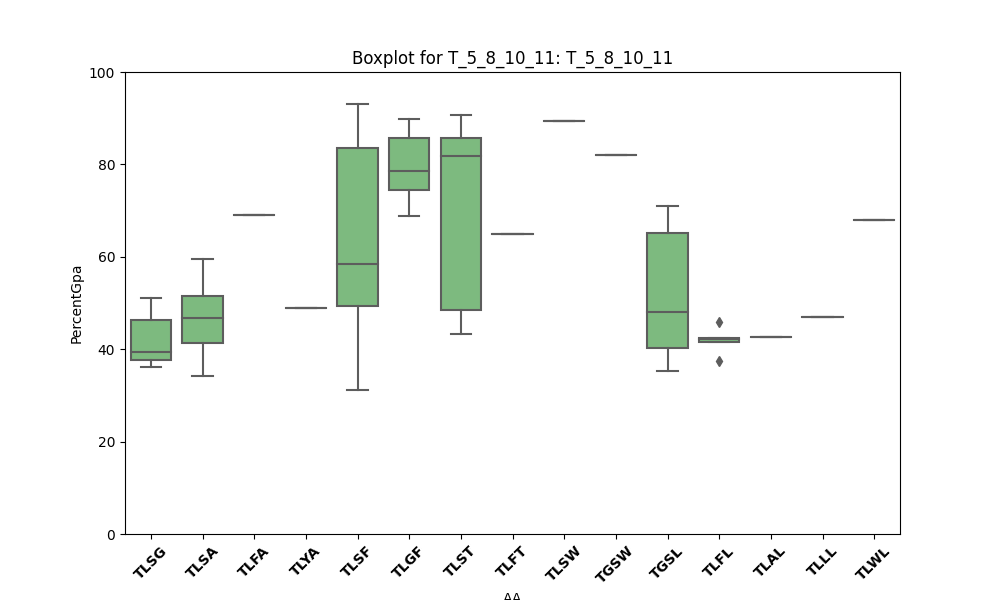 Boxplot for T_5_8_10_11: T_5_8_10_11
100
80
60
40
20
0
PercentGpa
TLSG TLSA TLFA TLYA TLSF TLGF TLST TLFT TLSW TGSW TGSL TLFL TLAL TLLL TLWL
AA